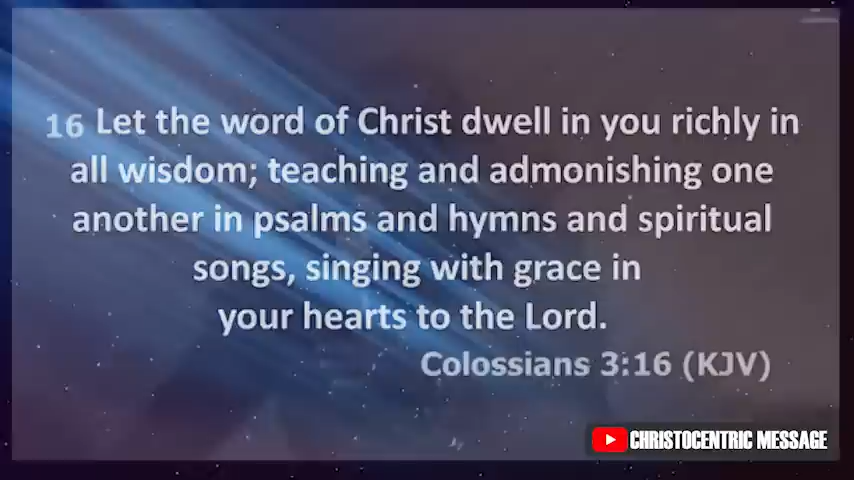 16 Let the word of Christ dwell in you richly in
all wisdom; teaching and admonishing one
another in psalms and hymns and spiritual
songs, singing with grace in
your hearts to the Lord.
Colossians 3:16 (KJV)
CHRISTOCENTRIC MESSAGE